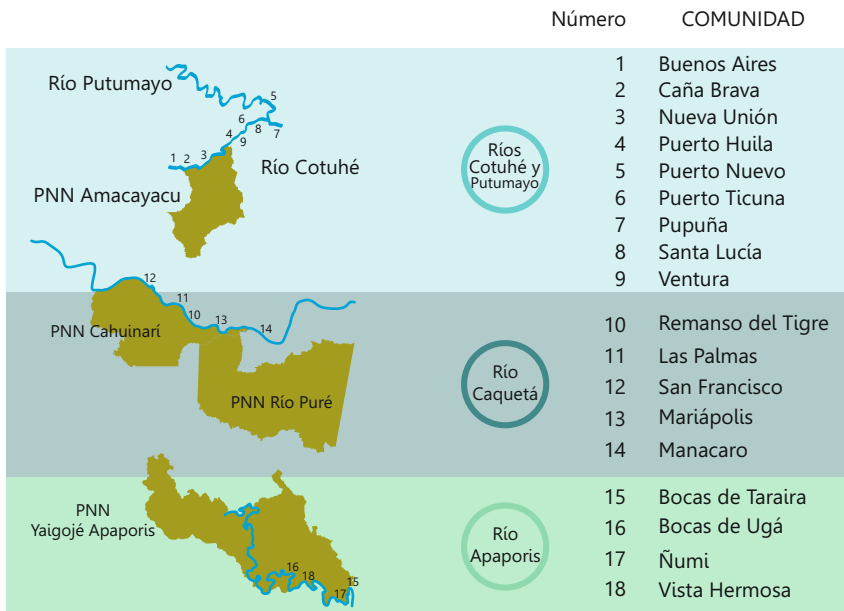 Número COMUNIDAD
Río Putumayo
5
6
8
7
4
9
3
1
2
Río Cotuhé
PNN Amacayacu
Ríos
Cotuhé y
Putumayo
1 Buenos Aires
2 Caña Brava
3 Nueva Unión
4 Puerto Huila
5 Puerto Nuevo
6 Puerto Ticuna
7 Pupuña
8 Santa Lucía
9 Ventura
12
11
10
13
14
PNN Cahuinarí
PNN Río Puré
Río
Caquetá
10 Remanso del Tigre
11 Las Palmas
12 San Francisco
13 Mariápolis
14 Manacaro
PNN
Yaigojé Apaporis
16
18
15
17
Río
Apaporis
15 Bocas de Taraira
16 Bocas de Ugá
17 Ñumi
18 Vista Hermosa